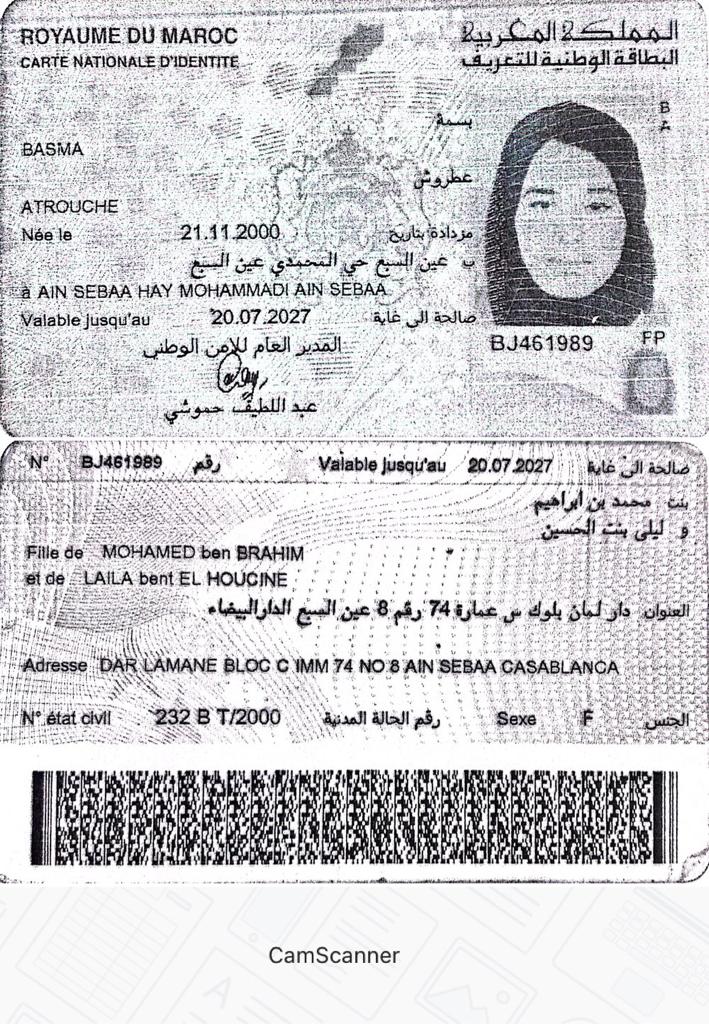 ROYAUME DU MAROC
المملكة المغربية
CARTE NATIONALE D'IDENTITE
البطاقة الوطنية للتعريف
B
A
بسمة
BASMA
عطروش
ATROUCHE
Née le 21.11.2000 مزدادة بتاريخ
ب عين السبع حي المحمدي عين السبع
à AIN SEBAA HAY MOHAMMADI AIN SEBAA
Valable jusqu'au 20.07.2027 صالحة الى غاية
المدير العام للأمن الوطني
عبد اللطيف حموشي
BJ461989
FP
N° BJ461989 رقم Valable jusqu'au 20.07.2027 صالحة الى غاية
بنت محمد بن ابراهيم
و ليلى بنت الحسين
Fille de MOHAMED ben BRAHIM
et de LAILA bent EL HOUCINE
العنوان دار لمان بلوك س عمارة 74 رقم 8 عين السبع الدارالبيضاء
Adresse DAR LAMANE BLOC C IMM 74 NO 8 AIN SEBAA CASABLANCA
N° état civil 232 B T/2000 رقم الحالة المدنية Sexe F الجنس
CamScanner